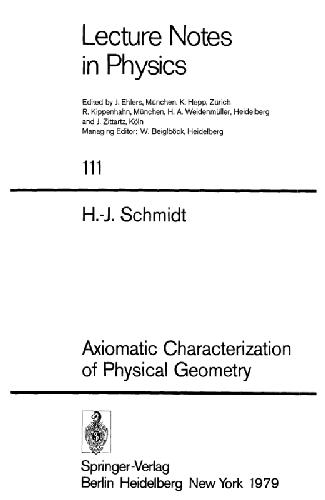 Lecture Notes
in Physics
Edited by J. Ehlers, München, K. Hepp, Zürich
R. Kippenhahn, München, H. A. Weidenmüller, Heidelberg
and J. Zittartz, Köln
Managing Editor: W. Beiglböck, Heidelberg
111
H.-J. Schmidt
Axiomatic Characterization
of Physical Geometry
Springer-Verlag
Berlin Heidelberg New York 1979